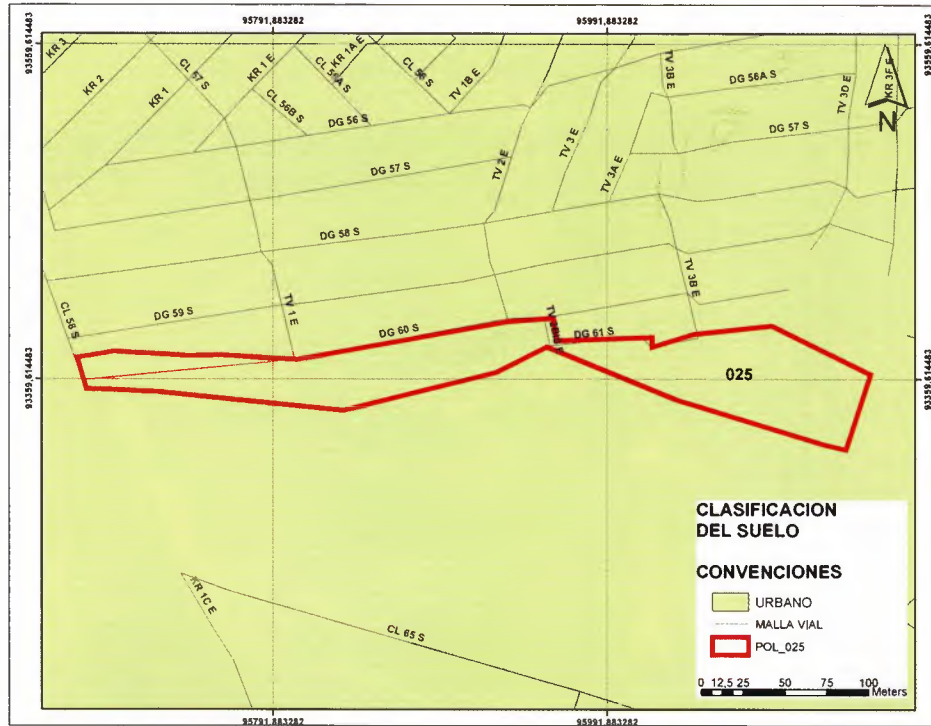 95791,883282
95991,883282
93559,614483
93559,614483
KR 3
KR 2
KR 1
CL 57 S
KR 1 E
CL 56B S
CL 56A S
KR 1A E
CL 56 S
TV 1B E
TV 3B E
DG 56A S
TV 3D E
KR 3F E
N
DG 56 S
DG 57 S
TV 2 E
TV 3 E
TV 3A E
DG 57 S
DG 58 S
CL 58 S
DG 59 S
TV 1 E
DG 60 S
DG 61 S
TV 3B E
93359,614483
93359,614483
025
CLASIFICACION
DEL SUELO
CONVENCIONES
URBANO
MALLA VIAL
POL_025
0 12,5 25 50 75 100
Meters
KR 1C E
CL 65 S
95791,883282
95991,883282